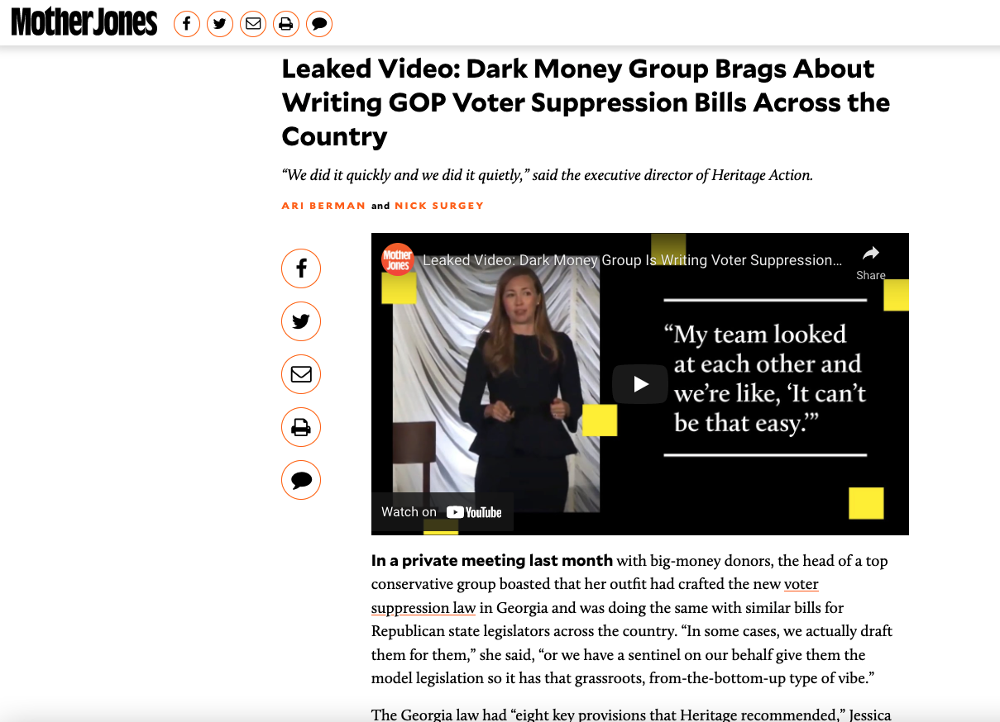 Mother Jones
Leaked Video: Dark Money Group Brags About
Writing GOP Voter Suppression Bills Across the
Country
“We did it quickly and we did it quietly,” said the executive director of Heritage Action.
ARI BERMAN and NICK SURGEY
Mother
Jones
Leaked Video: Dark Money Group Is Writing Voter Suppression...
Share
“My team looked
at each other and
we’re like, ‘It can’t
be that easy.’”
Watch on YouTube
In a private meeting last month with big-money donors, the head of a top
conservative group boasted that her outfit had crafted the new voter
suppression law in Georgia and was doing the same with similar bills for
Republican state legislators across the country. “In some cases, we actually draft
them for them,” she said, “or we have a sentinel on our behalf give them the
model legislation so it has that grassroots, from-the-bottom-up type of vibe.”
The Georgia law had “eight key provisions that Heritage recommended,” Jessica